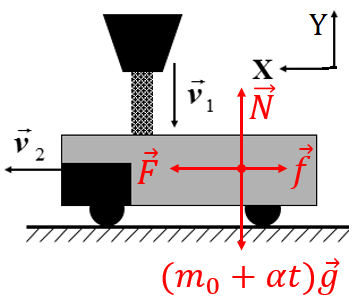 Y
X
v⃗₁
N⃗
v⃗₂
F⃗
f⃗
(m₀ + αt)g⃗